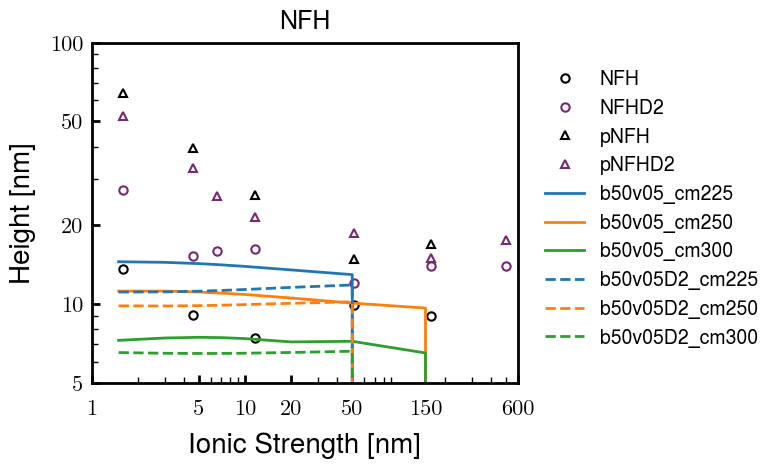 NFH
100
50
20
10
5
Height [nm]
1
5
10
20
50
150
600
Ionic Strength [nm]
NFH
NFHD2
pNFH
pNFHD2
b50v05_cm225
b50v05_cm250
b50v05_cm300
b50v05D2_cm225
b50v05D2_cm250
b50v05D2_cm300